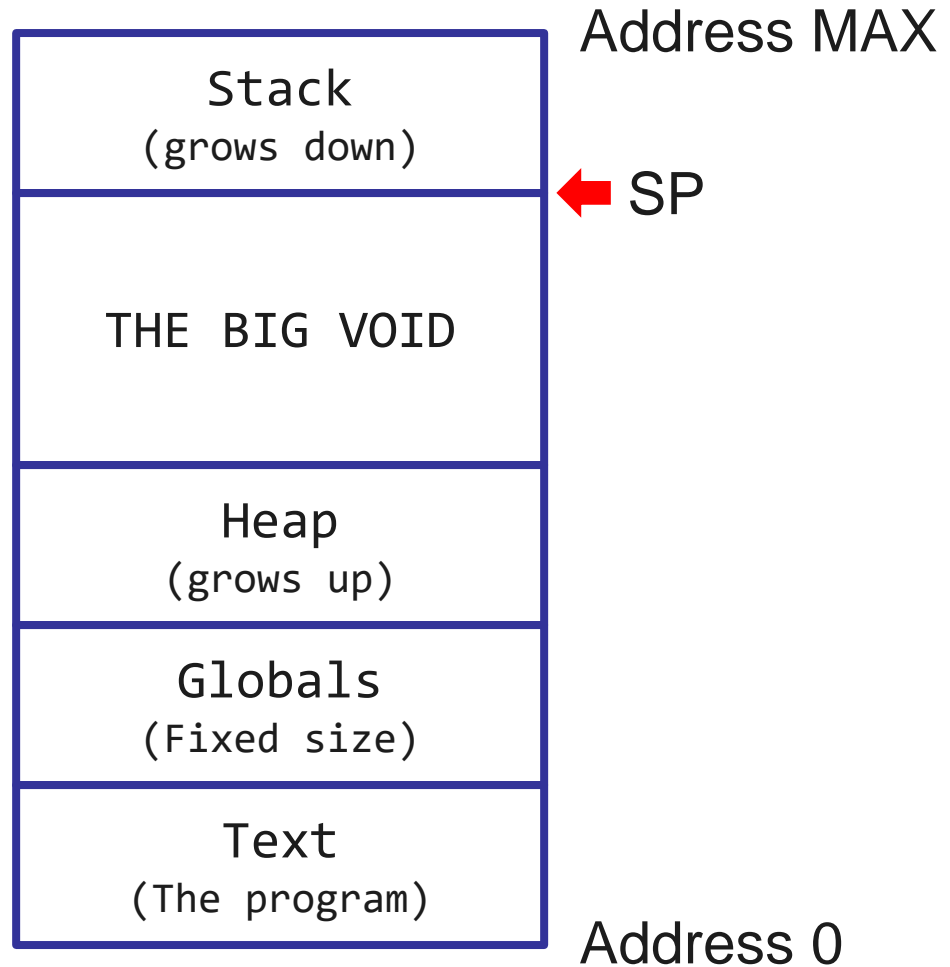 Address MAX
Stack
(grows down)
SP
THE BIG VOID
Heap
(grows up)
Globals
(Fixed size)
Text
(The program)
Address 0